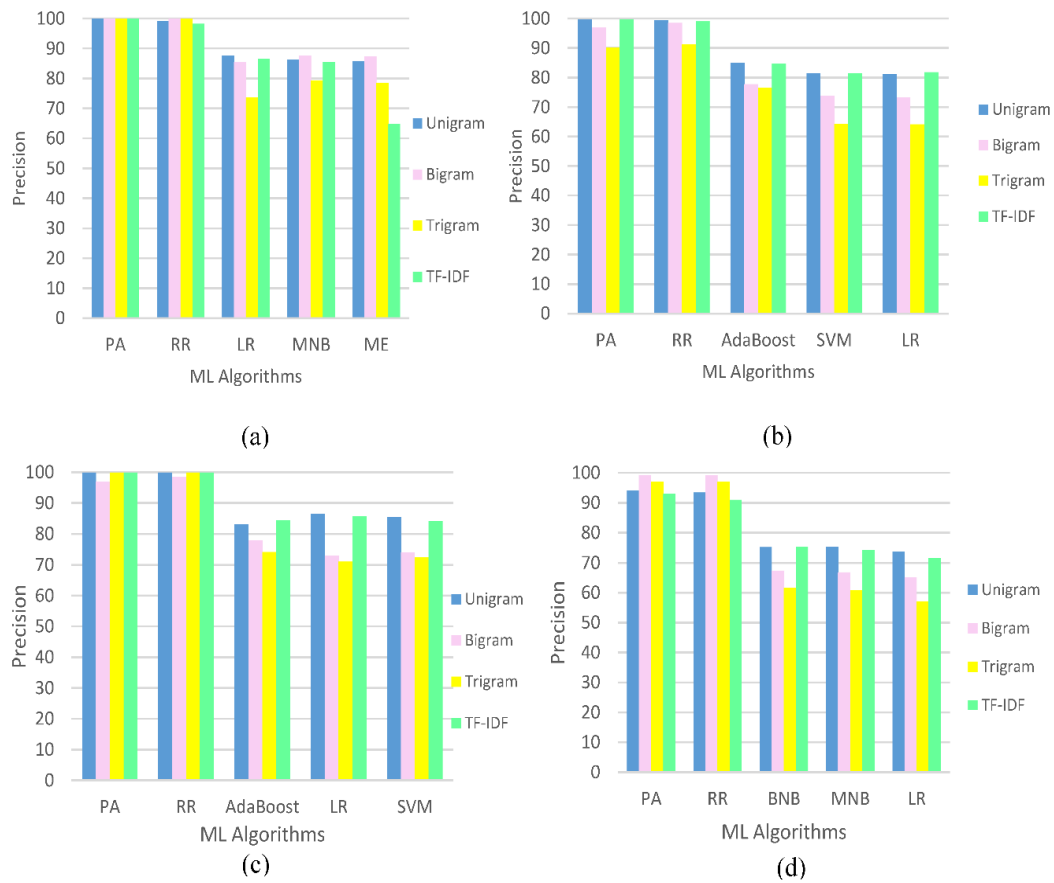 100
90
80
70
60
50
40
30
20
10
0
Precision
PA RR LR MNB ME
ML Algorithms
Unigram
Bigram
Trigram
TF-IDF
(a)
100
90
80
70
60
50
40
30
20
10
0
Precision
PA RR AdaBoost SVM LR
ML Algorithms
Unigram
Bigram
Trigram
TF-IDF
(b)
100
90
80
70
60
50
40
30
20
10
0
Precision
PA RR AdaBoost LR SVM
ML Algorithms
Unigram
Bigram
Trigram
TF-IDF
(c)
100
90
80
70
60
50
40
30
20
10
0
Precision
PA RR BNB MNB LR
ML Algorithms
Unigram
Bigram
Trigram
TF-IDF
(d)